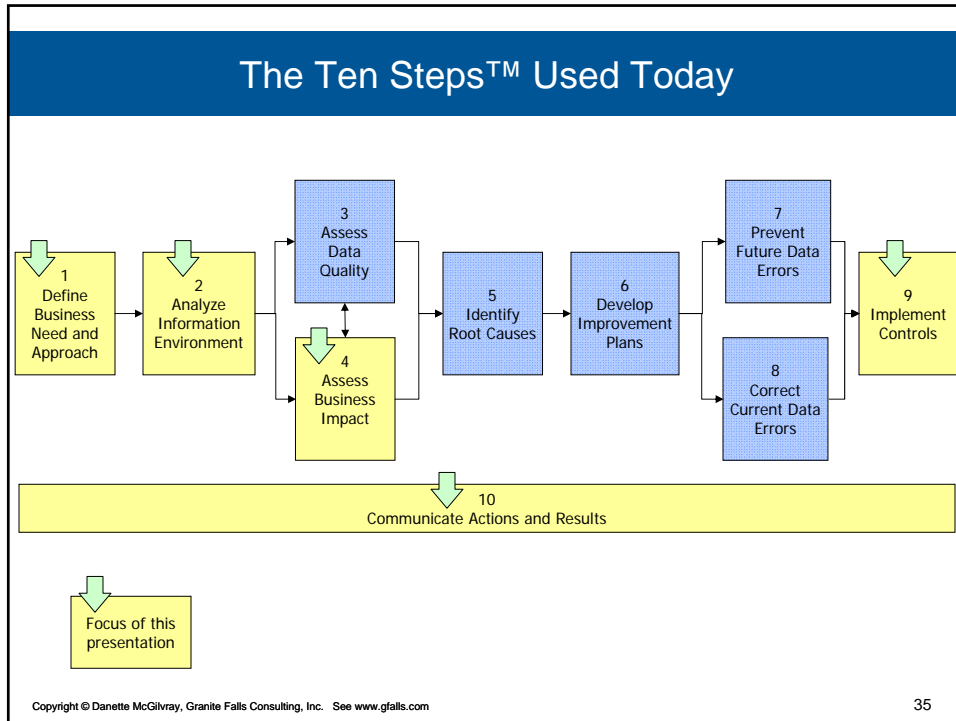 The Ten Steps™ Used Today
1
Define
Business
Need and
Approach
2
Analyze
Information
Environment
3
Assess
Data
Quality
4
Assess
Business
Impact
5
Identify
Root Causes
6
Develop
Improvement
Plans
7
Prevent
Future Data
Errors
8
Correct
Current Data
Errors
9
Implement
Controls
10
Communicate Actions and Results
Focus of this
presentation
Copyright © Danette McGilvray, Granite Falls Consulting, Inc. See www.gfalls.com
35